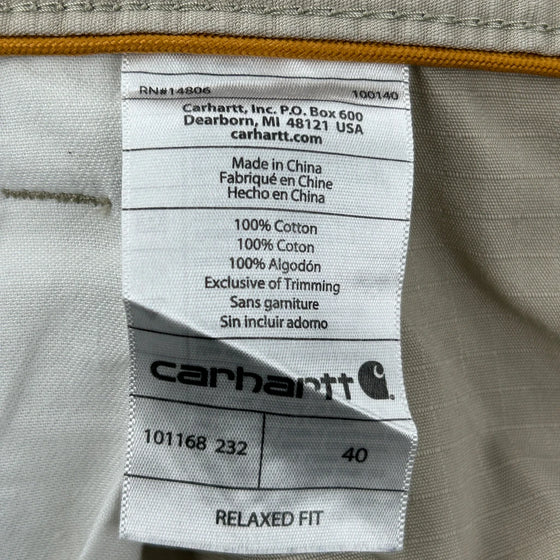 RN#14806 100140
Carhartt, Inc. P.O. Box 600
Dearborn, MI 48121 USA
carhartt.com
Made in China
Fabriqué en Chine
Hecho en China
100% Cotton
100% Coton
100% Algodón
Exclusive of Trimming
Sans garniture
Sin incluir adorno
carhartt
101168 232 40
RELAXED FIT